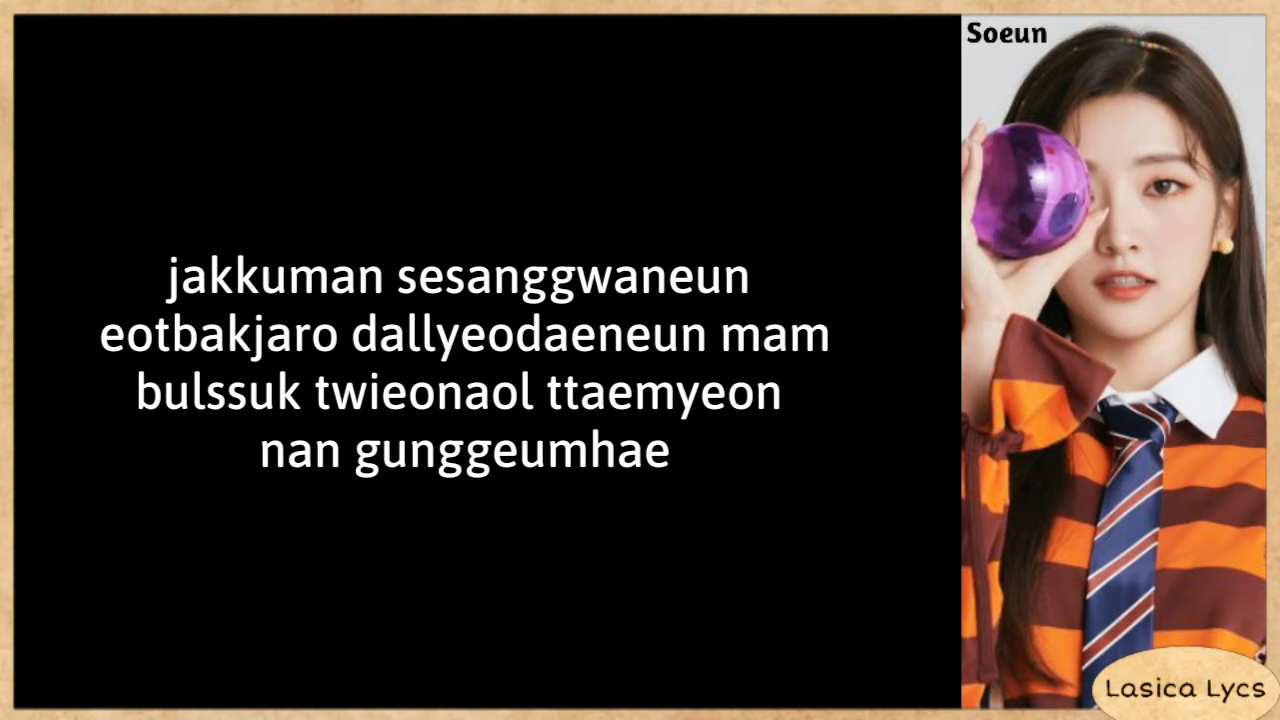 Soeun
jakkuman sesanggwaneun
eotbakjaro dallyeodaeneun mam
bulssuk twieonaol ttaemyeon
nan gunggeumhae
Lasica Lycs